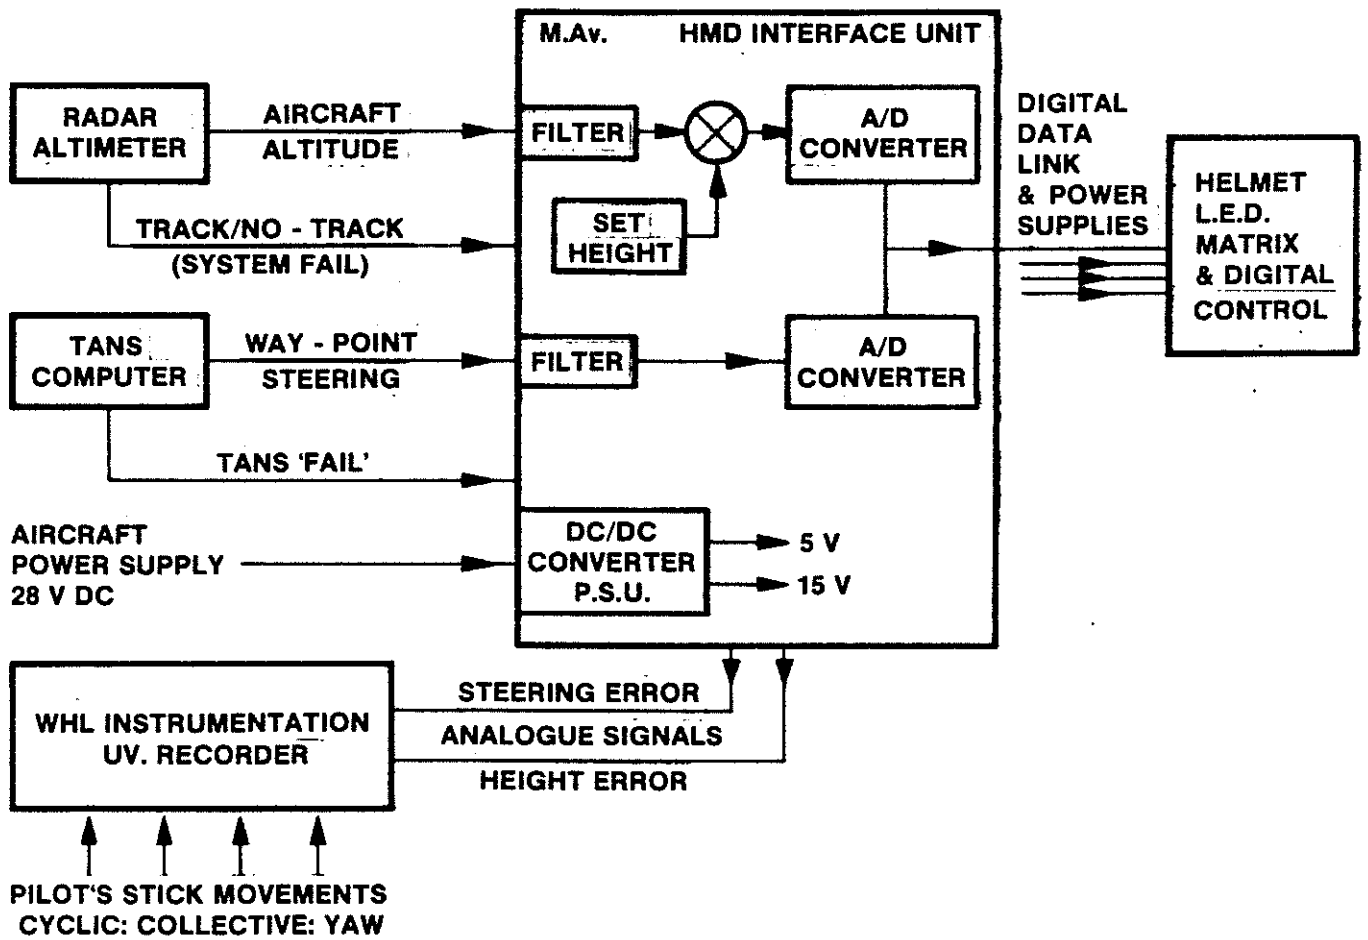 M.Av. HMD INTERFACE UNIT
RADAR
ALTIMETER
AIRCRAFT
ALTITUDE
TRACK/NO - TRACK
(SYSTEM FAIL)
FILTER
SET
HEIGHT
A/D
CONVERTER
DIGITAL
DATA
LINK
& POWER
SUPPLIES
HELMET
L.E.D.
MATRIX
& DIGITAL
CONTROL
TANS
COMPUTER
WAY - POINT
STEERING
TANS 'FAIL'
FILTER
A/D
CONVERTER
AIRCRAFT
POWER SUPPLY
28 V DC
DC/DC
CONVERTER
P.S.U.
5 V
15 V
WHL INSTRUMENTATION
UV. RECORDER
STEERING ERROR
ANALOGUE SIGNALS
HEIGHT ERROR
PILOT'S STICK MOVEMENTS
CYCLIC: COLLECTIVE: YAW